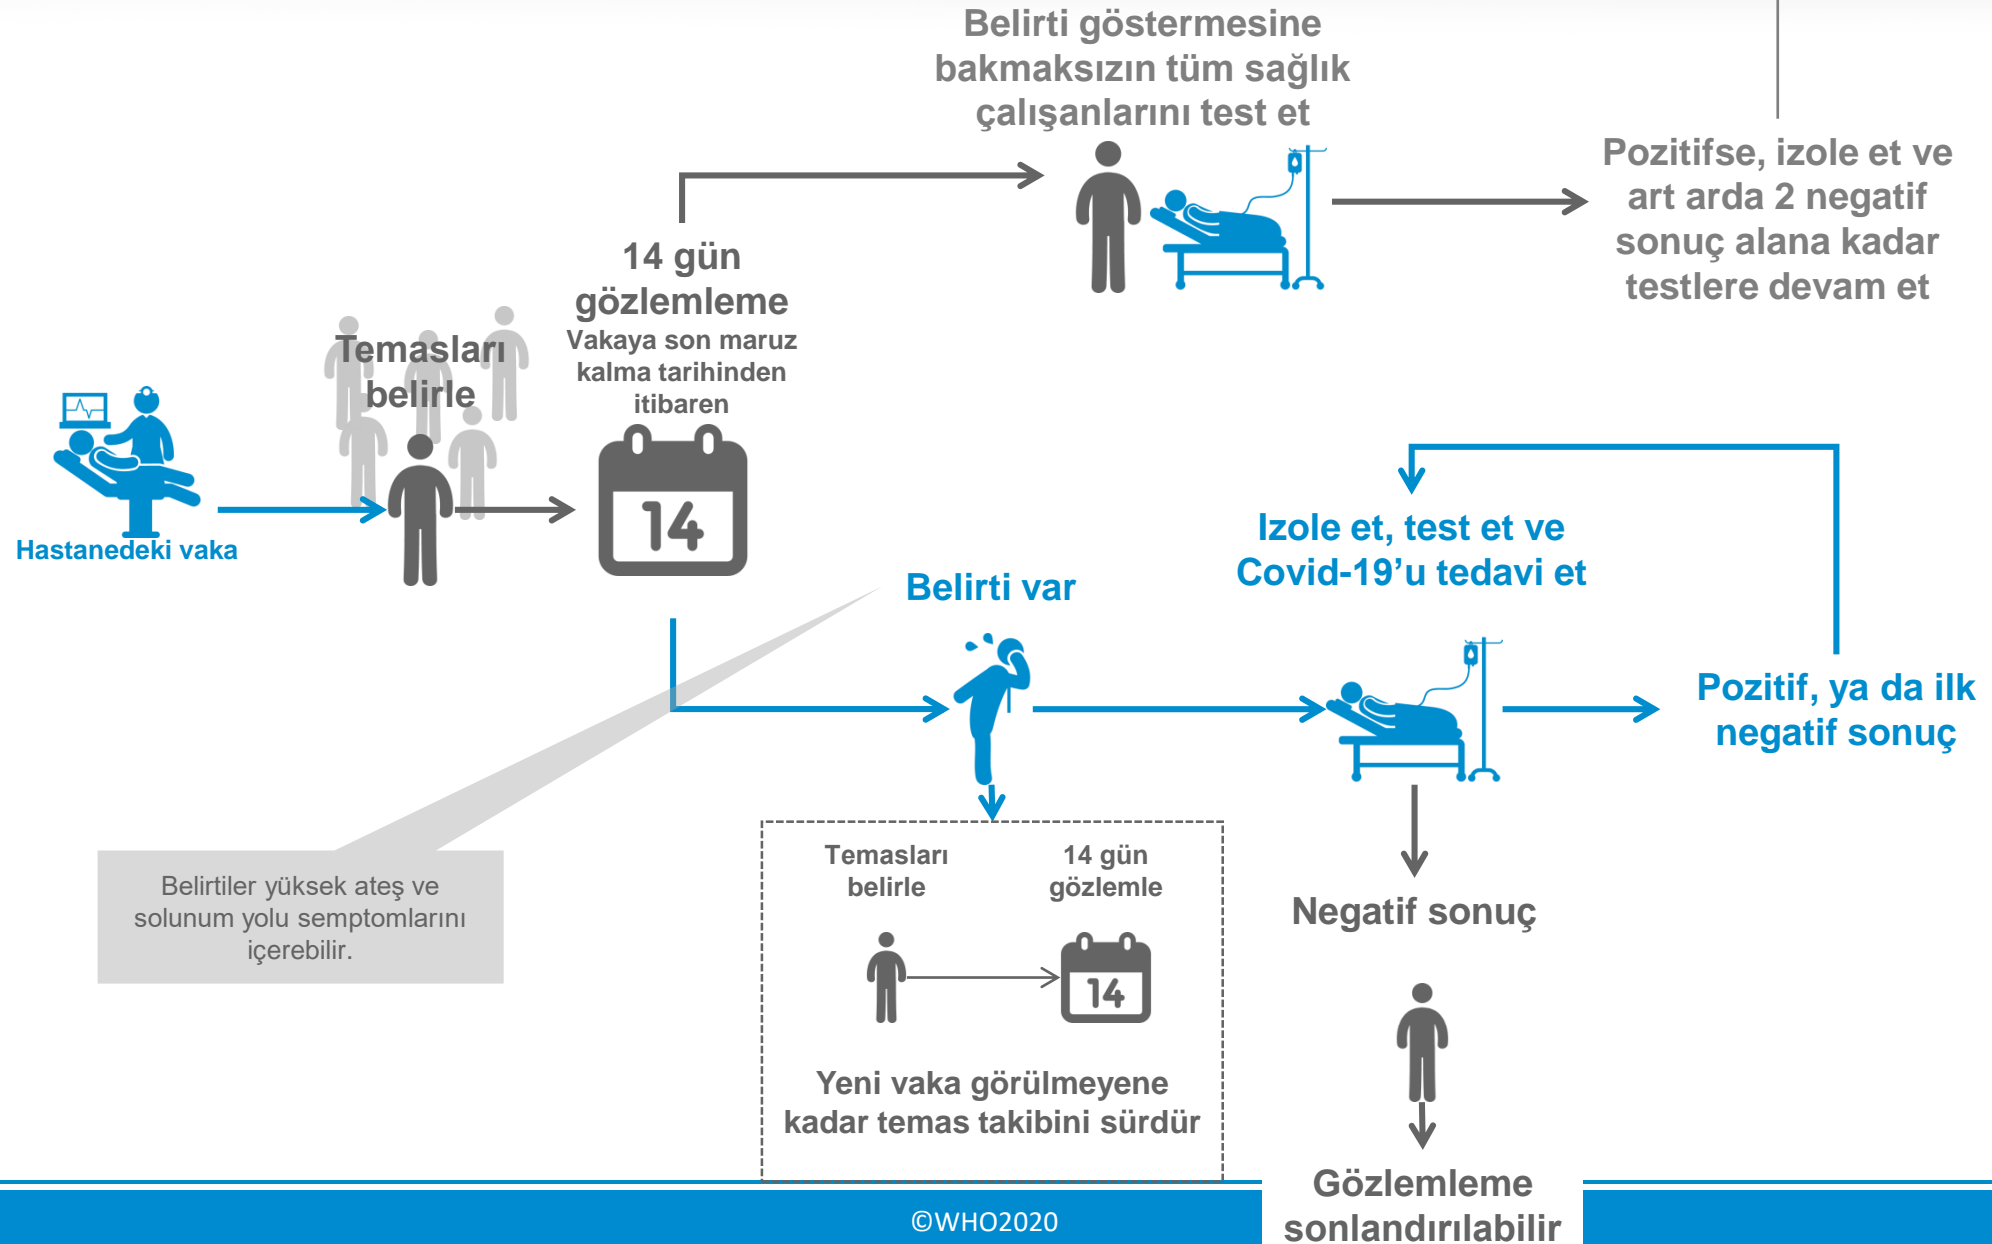 Belirti göstermesine
bakmaksızın tüm sağlık
çalışanlarını test et
Pozitifse, izole et ve
art arda 2 negatif
sonuç alana kadar
testlere devam et
14 gün
gözlemleme
Vakaya son maruz
kalma tarihinden
itibaren
14
Temasları
belirle
Hastanedeki vaka
Izole et, test et ve
Covid-19’u tedavi et
Belirti var
Pozitif, ya da ilk
negatif sonuç
Belirtiler yüksek ateş ve
solunum yolu semptomlarını
içerebilir.
Temasları
belirle
14 gün
gözlemle
14
Yeni vaka görülmeyene
kadar temas takibini sürdür
Negatif sonuç
Gözlemleme
sonlandırılabilir
©WHO2020